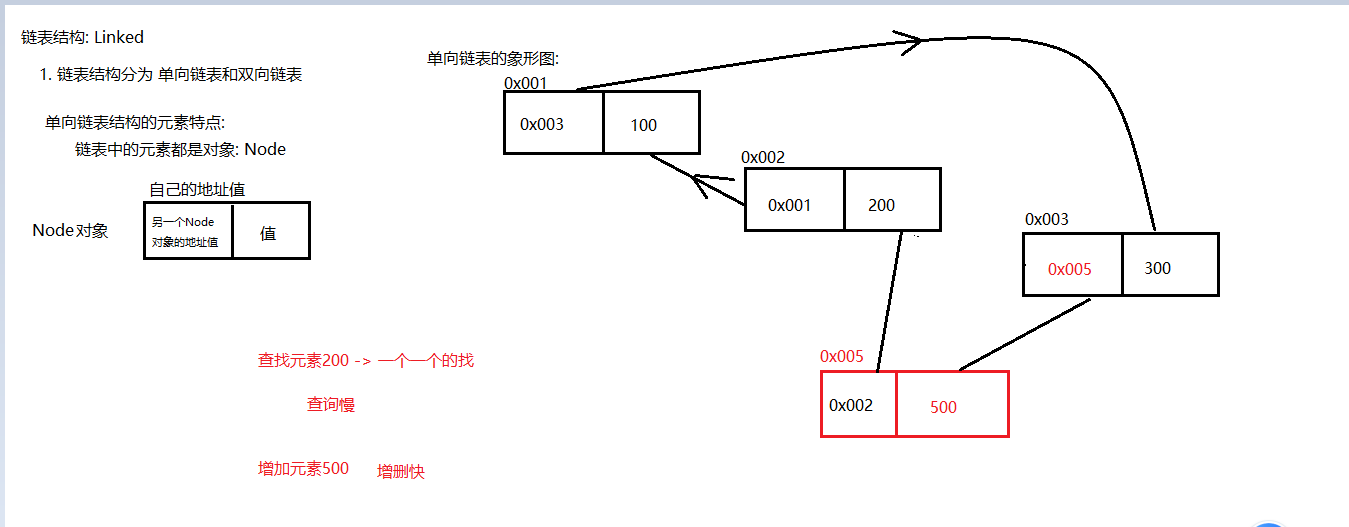 链表结构: Linked
1. 链表结构分为 单向链表和双向链表
单向链表结构的元素特点:
链表中的元素都是对象: Node
自己的地址值
Node对象
另一个Node
对象的地址值
值
查找元素200 -> 一个一个的找
查询慢
增加元素500 增删快
单向链表的象形图:
0x001
0x003 100
0x002
0x001 200
0x003
0x005 300
0x005
0x002 500